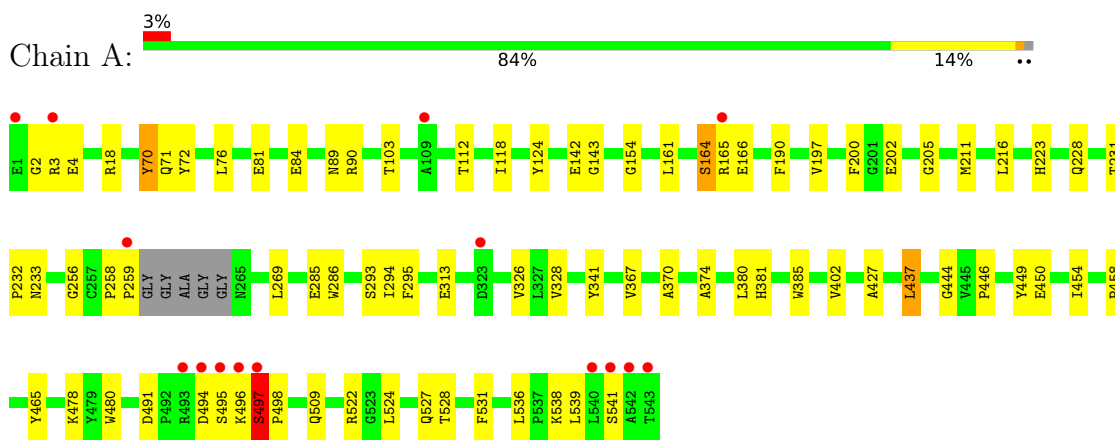 3%
Chain A:
84% 14% ••
E1 G2 R3 E4 R18 Y70 Q71 Y72 L76 E81 E84 N89 R90 T103 A109 T112 I118 Y124 E142 G143 G154 L161 S164 R165 E166 F190 V197 F200 G201 E202 G205 M211 L216 H223 Q228 T231
P232 N233 G256 C257 P258 P259 GLY GLY ALA GLY GLY N265 L269 E285 W286 S293 I294 F295 E313 D323 V326 L327 V328 Y341 V367 A370 A374 L380 H381 W385 V402 A427 L437 G444 V445 P446 Y449 E450 I454
Y465 K478 Y479 W480 D491 P492 R493 D494 S495 K496 S497 P498 Q509 R522 G523 L524 Q527 T528 F531 L536 P537 K538 L539 L540 S541 A542 T543